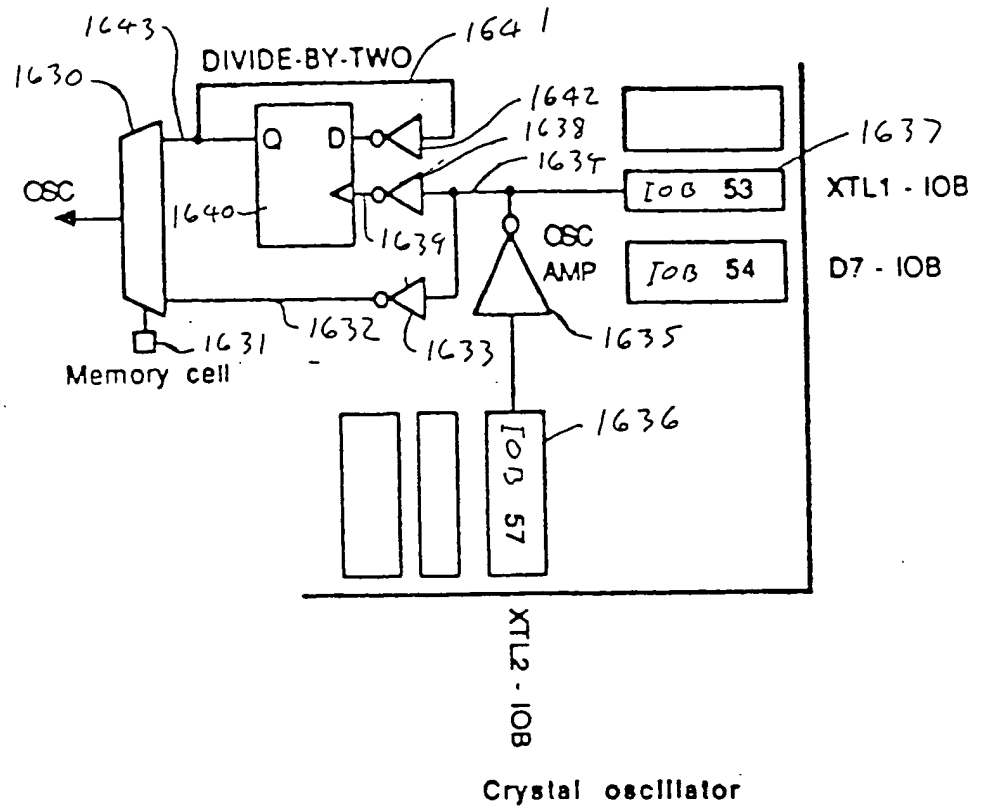 1643
1641
DIVIDE-BY-TWO
1630
1642
1638
1634
1637
Q D
IOB 53
XTL1 - IOB
OSC
1640
1639
OSC
AMP
IOB 54
D7 - IOB
1632
1633
1635
1631
Memory cell
1636
IOB 57
XTL2 - IOB
Crystal oscillator